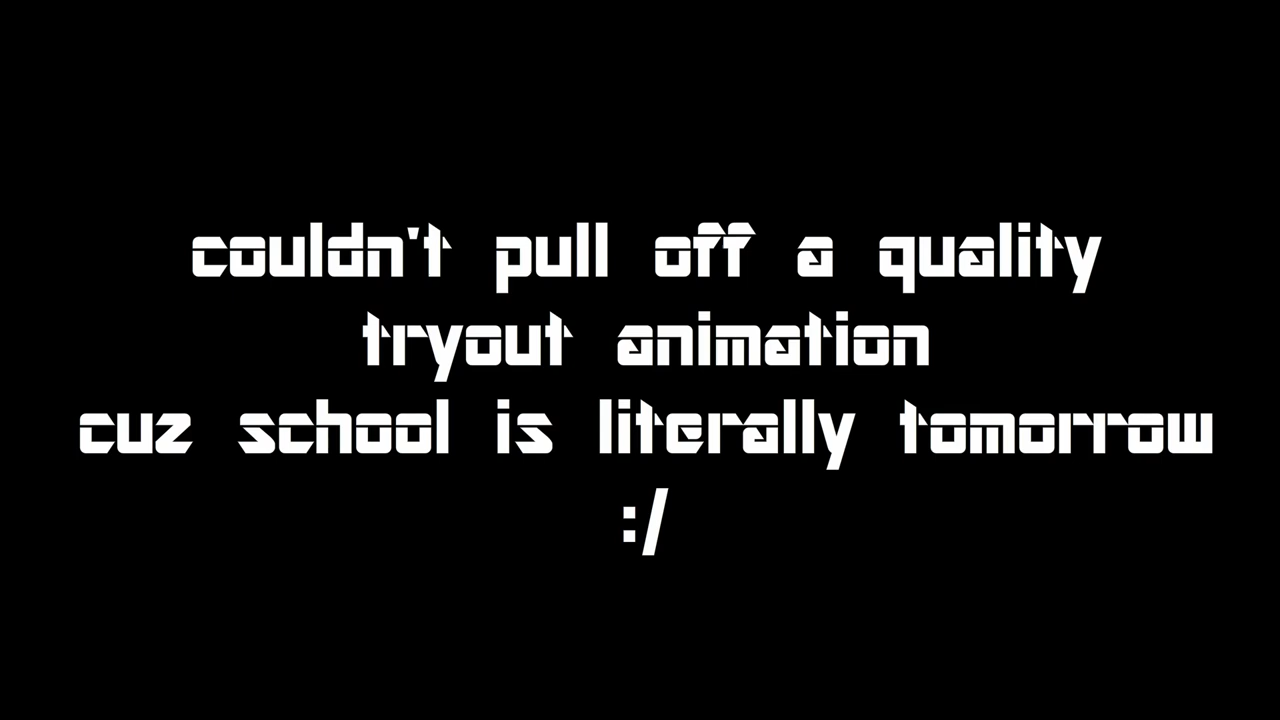 couldn't pull off a quality
tryout animation
cuz school is literally tomorrow
:/